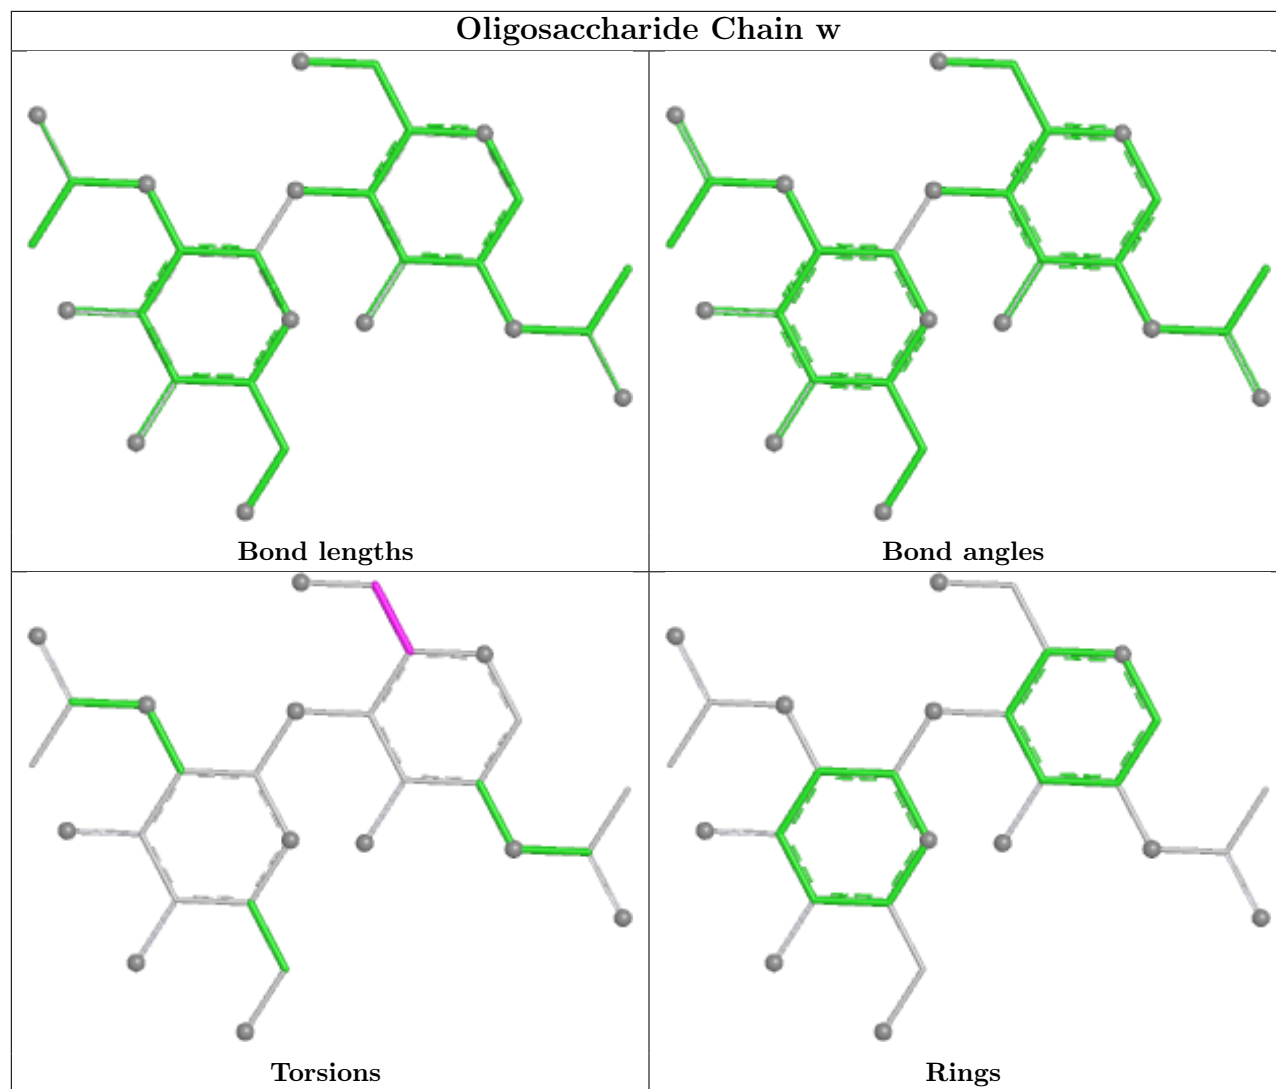 Oligosaccharide Chain w
Bond lengths
Bond angles
Torsions
Rings